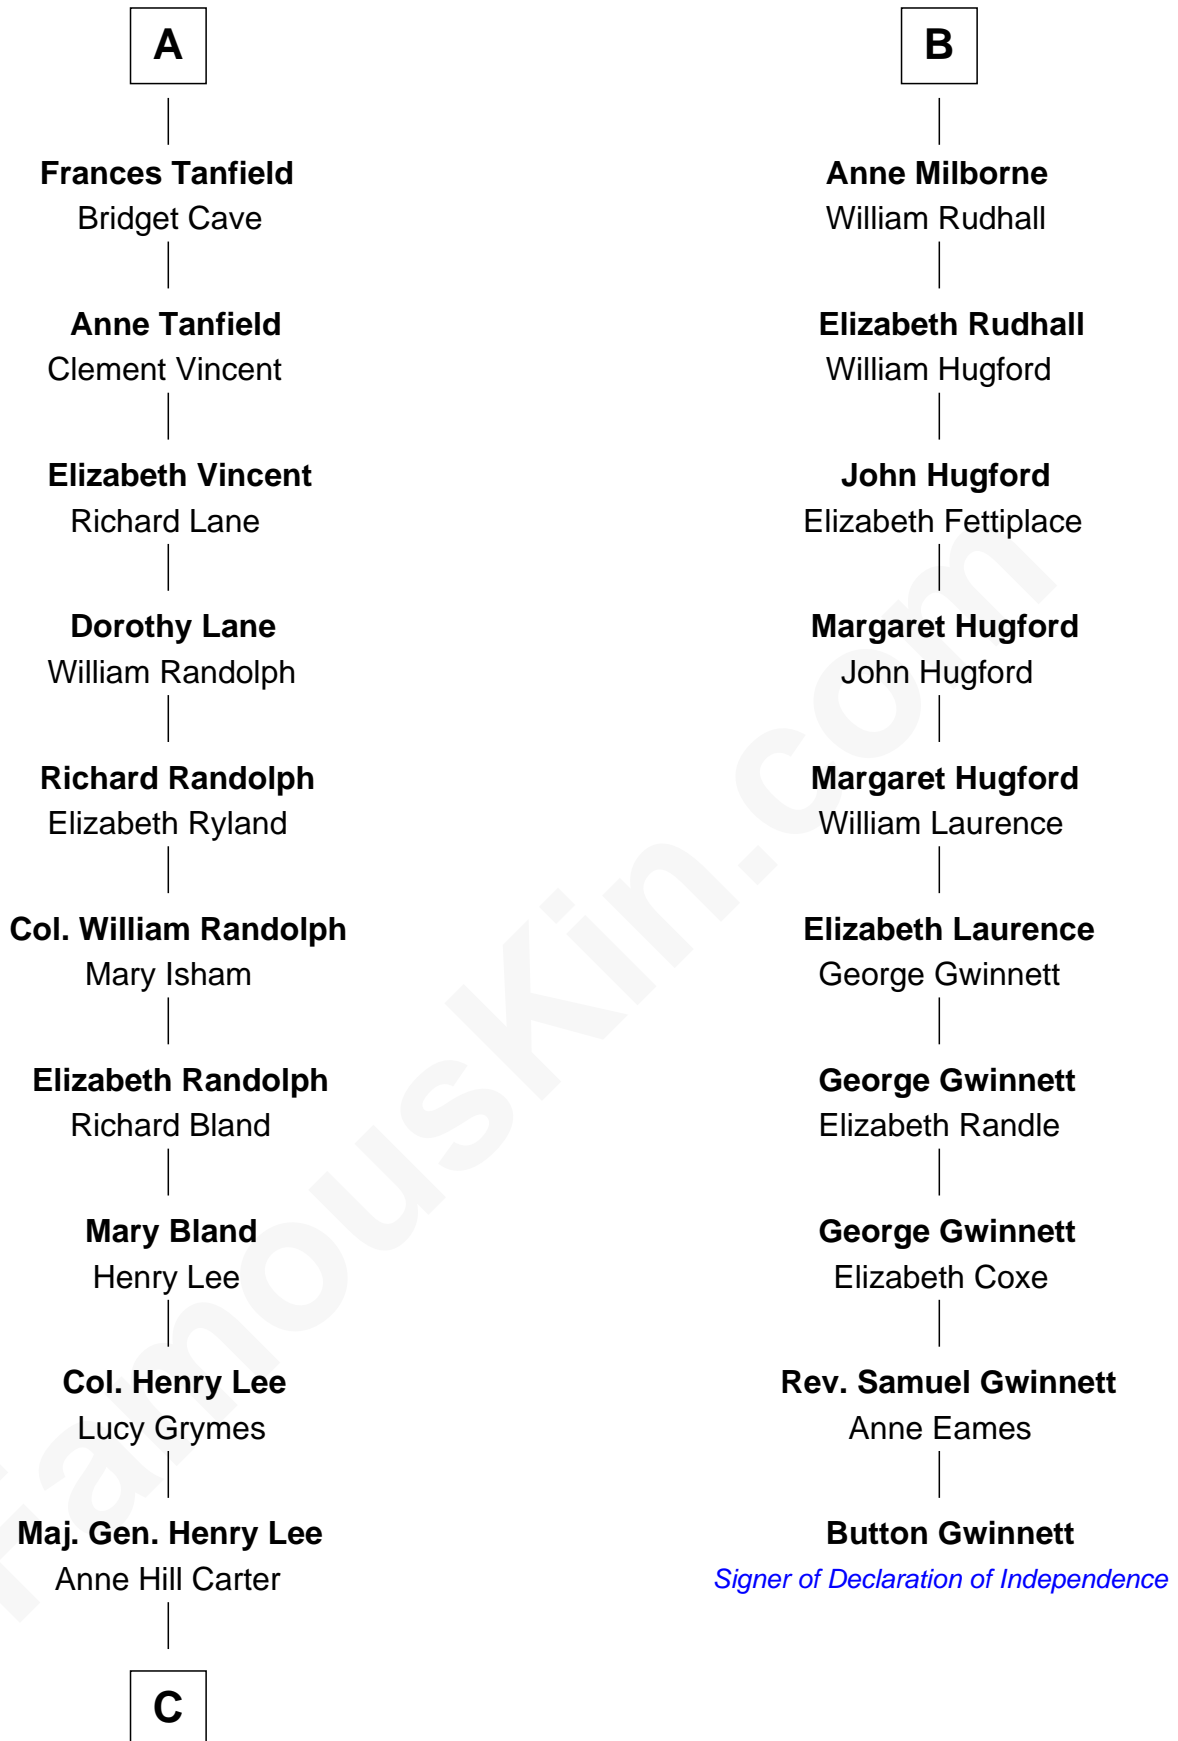 A
Frances Tanfield
Bridget Cave
Anne Tanfield
Clement Vincent
Elizabeth Vincent
Richard Lane
Dorothy Lane
William Randolph
Richard Randolph
Elizabeth Ryland
Col. William Randolph
Mary Isham
Elizabeth Randolph
Richard Bland
Mary Bland
Henry Lee
Col. Henry Lee
Lucy Grymes
Maj. Gen. Henry Lee
Anne Hill Carter
C
B
Anne Milborne
William Rudhall
Elizabeth Rudhall
William Hugford
John Hugford
Elizabeth Fettiplace
Margaret Hugford
John Hugford
Margaret Hugford
William Laurence
Elizabeth Laurence
George Gwinnett
George Gwinnett
Elizabeth Randle
George Gwinnett
Elizabeth Coxe
Rev. Samuel Gwinnett
Anne Eames
Button Gwinnett
Signer of Declaration of Independence
FamousKin.com